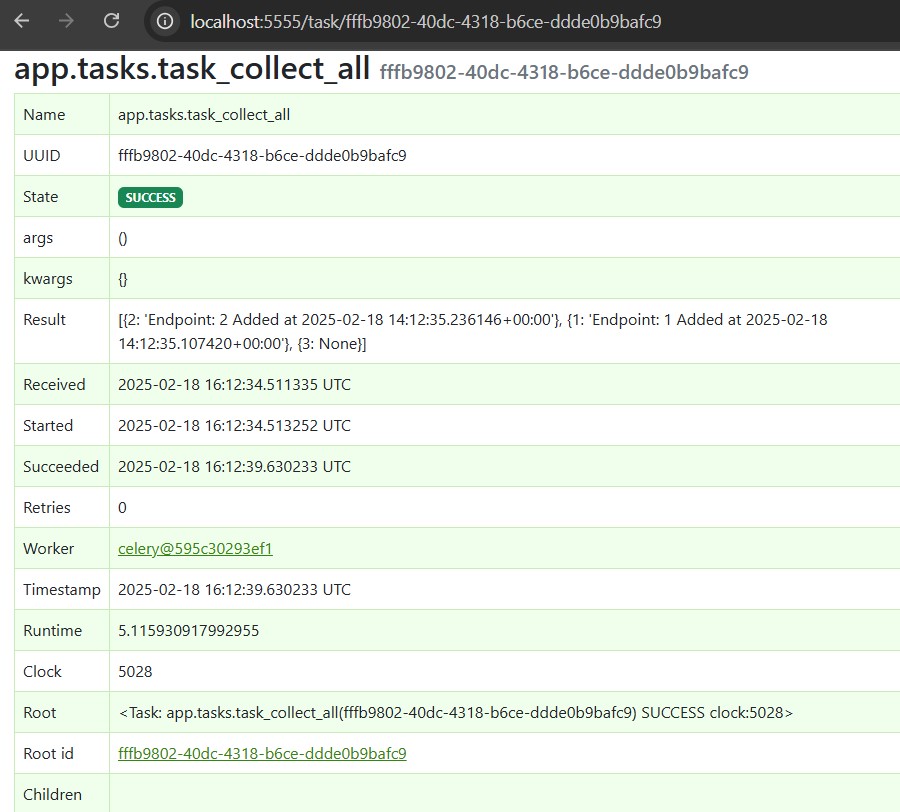 localhost:5555/task/fffb9802-40dc-4318-b6ce-ddde0b9bafc9
app.tasks.task_collect_all fffb9802-40dc-4318-b6ce-ddde0b9bafc9
Name app.tasks.task_collect_all
UUID fffb9802-40dc-4318-b6ce-ddde0b9bafc9
State SUCCESS
args ()
kwargs {}
Result [{2: 'Endpoint: 2 Added at 2025-02-18 14:12:35.236146+00:00'}, {1: 'Endpoint: 1 Added at 2025-02-18
14:12:35.107420+00:00'}, {3: None}]
Received 2025-02-18 16:12:34.511335 UTC
Started 2025-02-18 16:12:34.513252 UTC
Succeeded 2025-02-18 16:12:39.630233 UTC
Retries 0
Worker celery@595c30293ef1
Timestamp 2025-02-18 16:12:39.630233 UTC
Runtime 5.115930917992955
Clock 5028
Root <Task: app.tasks.task_collect_all(fffb9802-40dc-4318-b6ce-ddde0b9bafc9) SUCCESS clock:5028>
Root id fffb9802-40dc-4318-b6ce-ddde0b9bafc9
Children